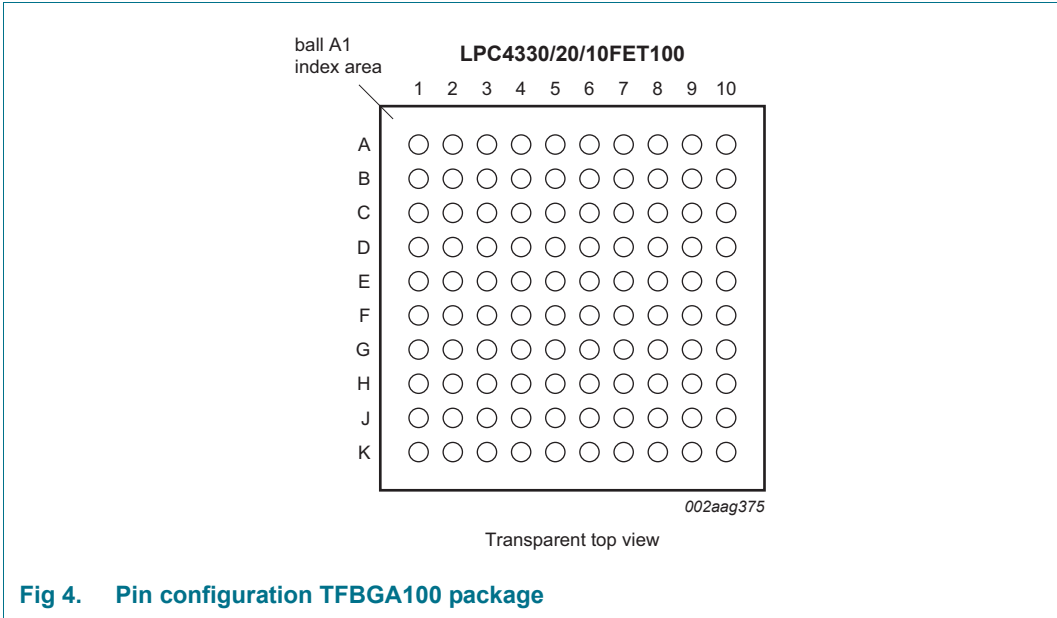 ball A1
index area
LPC4330/20/10FET100
1 2 3 4 5 6 7 8 9 10
A
B
C
D
E
F
G
H
J
K
002aag375
Transparent top view
Fig 4. Pin configuration TFBGA100 package